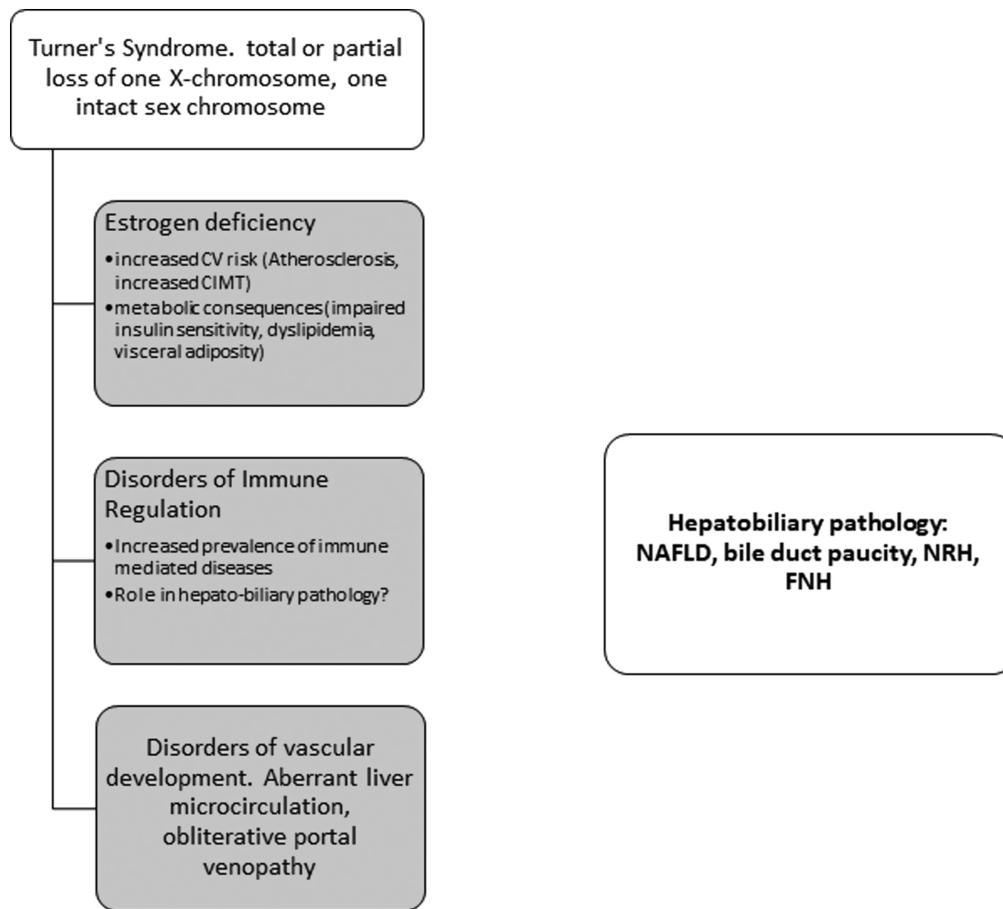 Turner's Syndrome. total or partial
loss of one X-chromosome, one
intact sex chromosome
Estrogen deficiency
•increased CV risk (Atherosclerosis,
increased CIMT)
•metabolic consequences(impaired
insulin sensitivity, dyslipidemia,
visceral adiposity)
Disorders of Immune
Regulation
•Increased prevalence of immune
mediated diseases
•Role in hepato-biliary pathology?
Disorders of vascular
development. Aberrant liver
microcirculation,
obliterative portal
venopathy
Hepatobiliary pathology:
NAFLD, bile duct paucity, NRH,
FNH